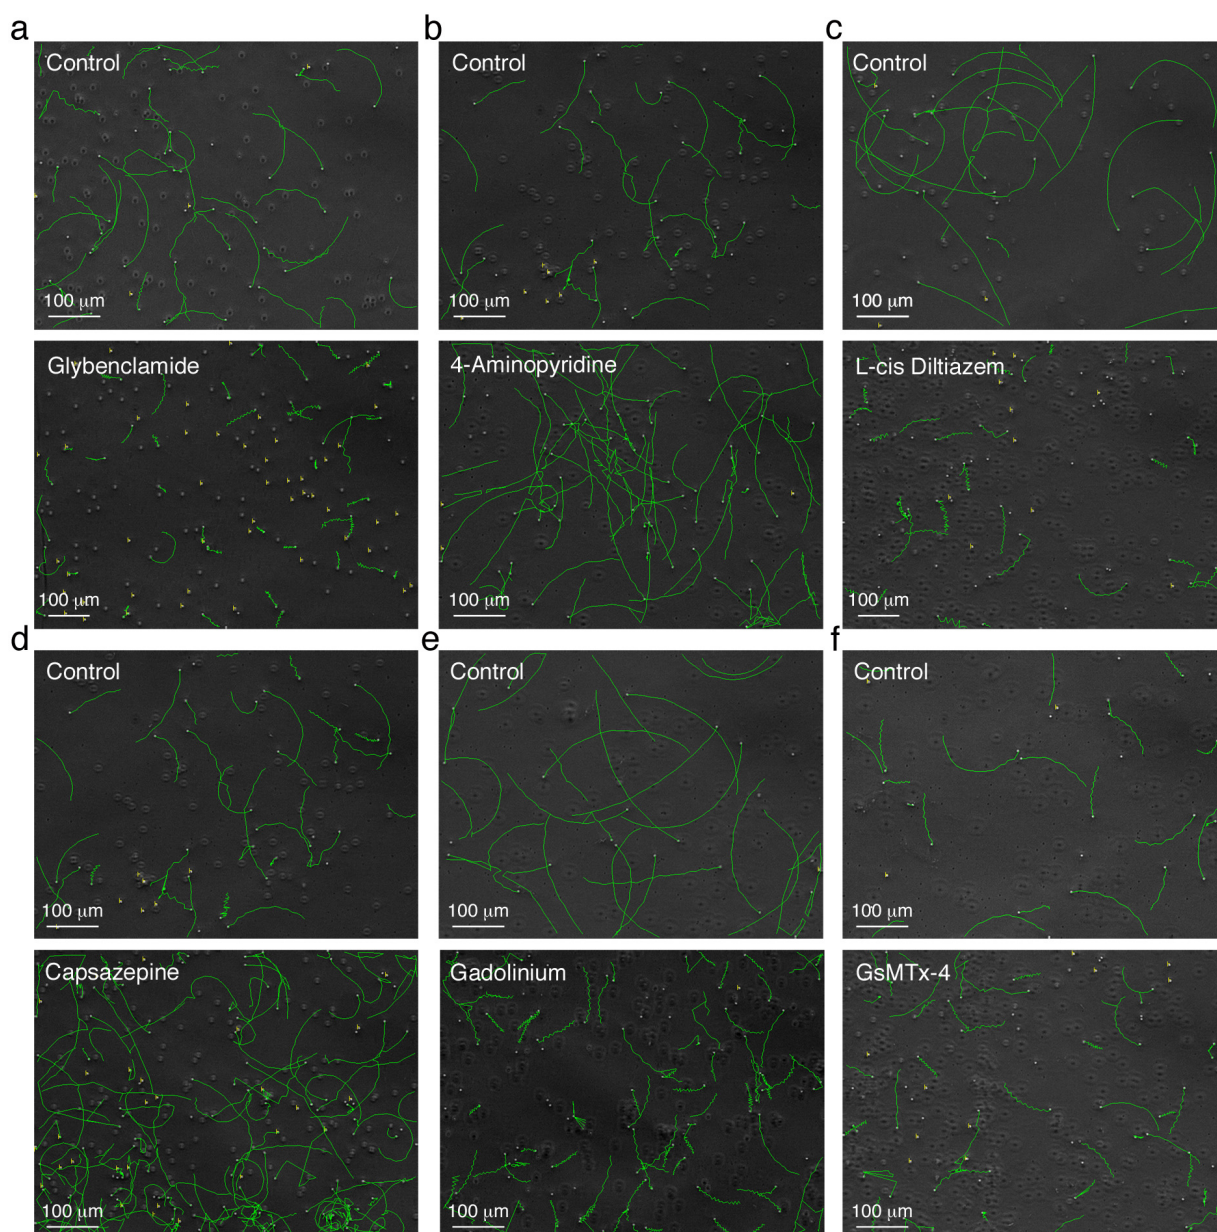 a
b
c
Control
Control
Control
100 μm
100 μm
100 μm
Glybenclamide
4-Aminopyridine
L-cis Diltiazem
100 μm
100 μm
100 μm
d
e
f
Control
Control
Control
100 μm
100 μm
100 μm
Capsazepine
Gadolinium
GsMTx-4
100 μm
100 μm
100 μm